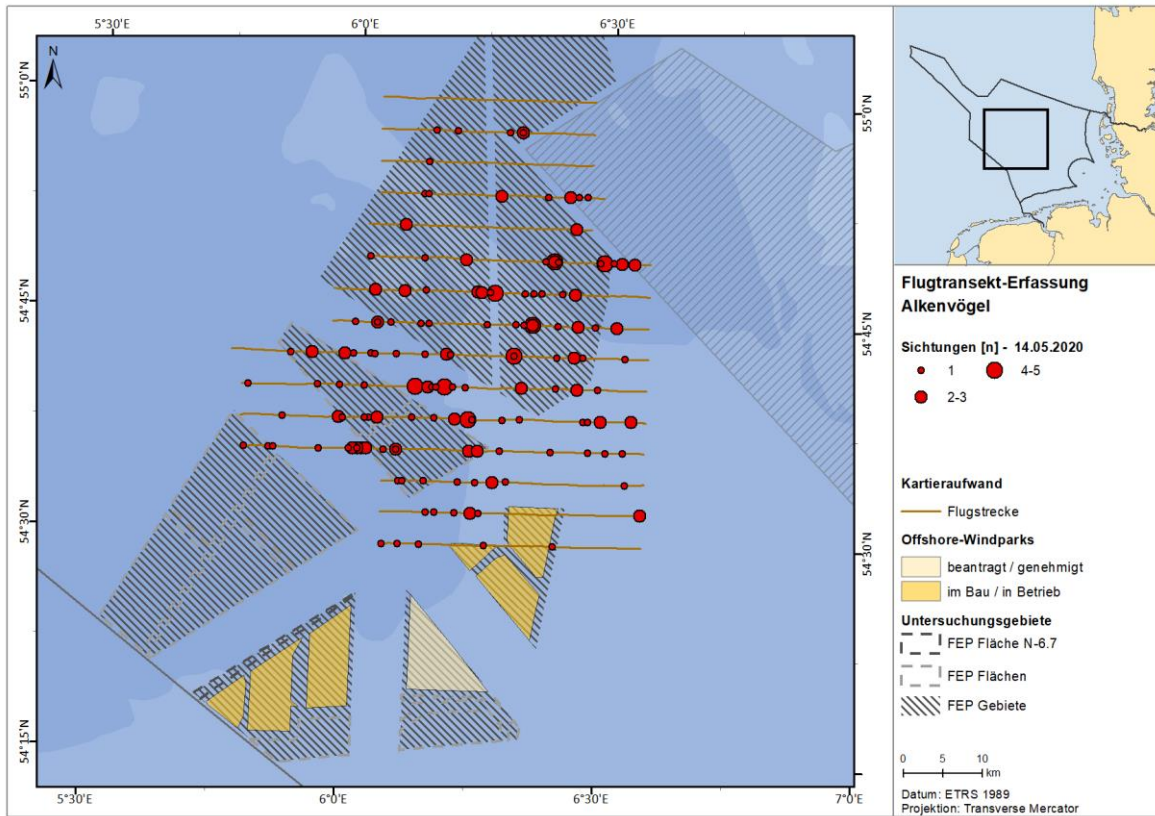 5°30'E 6°0'E 6°30'E
N
55°0'N
55°0'N
54°45'N
54°45'N
54°30'N
54°30'N
54°15'N
5°30'E 6°0'E 6°30'E 7°0'E
Flugtransekt-Erfassung
Alkenvögel
Sichtungen [n] - 14.05.2020
1 4-5
2-3
Kartieraufwand
Flugstrecke
Offshore-Windparks
beantragt / genehmigt
im Bau / in Betrieb
Untersuchungsgebiete
FEP Fläche N-6.7
FEP Flächen
FEP Gebiete
0 5 10
km
Datum: ETRS 1989
Projektion: Transverse Mercator